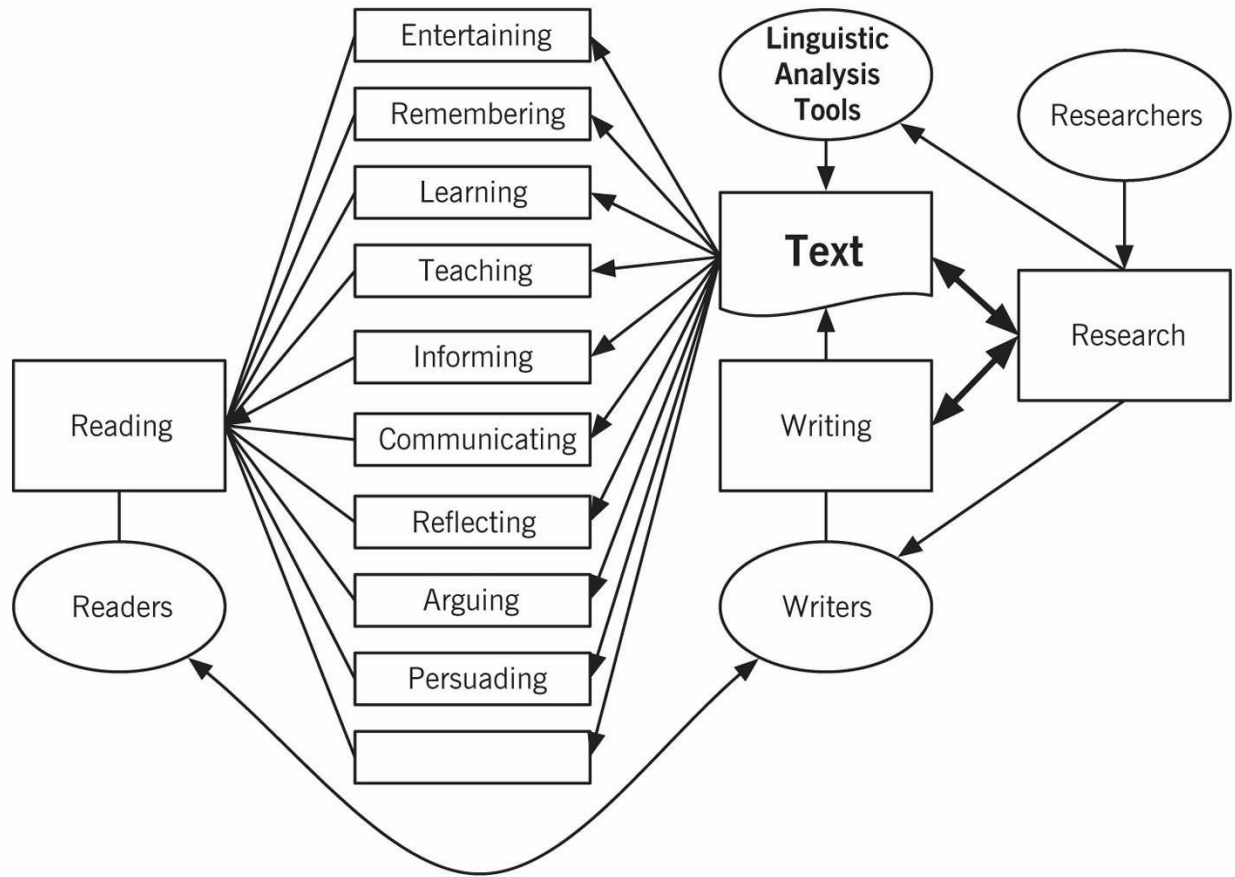 Entertaining
Remembering
Learning
Teaching
Informing
Communicating
Reflecting
Arguing
Persuading
Reading
Readers
Linguistic
Analysis
Tools
Text
Writing
Writers
Researchers
Research